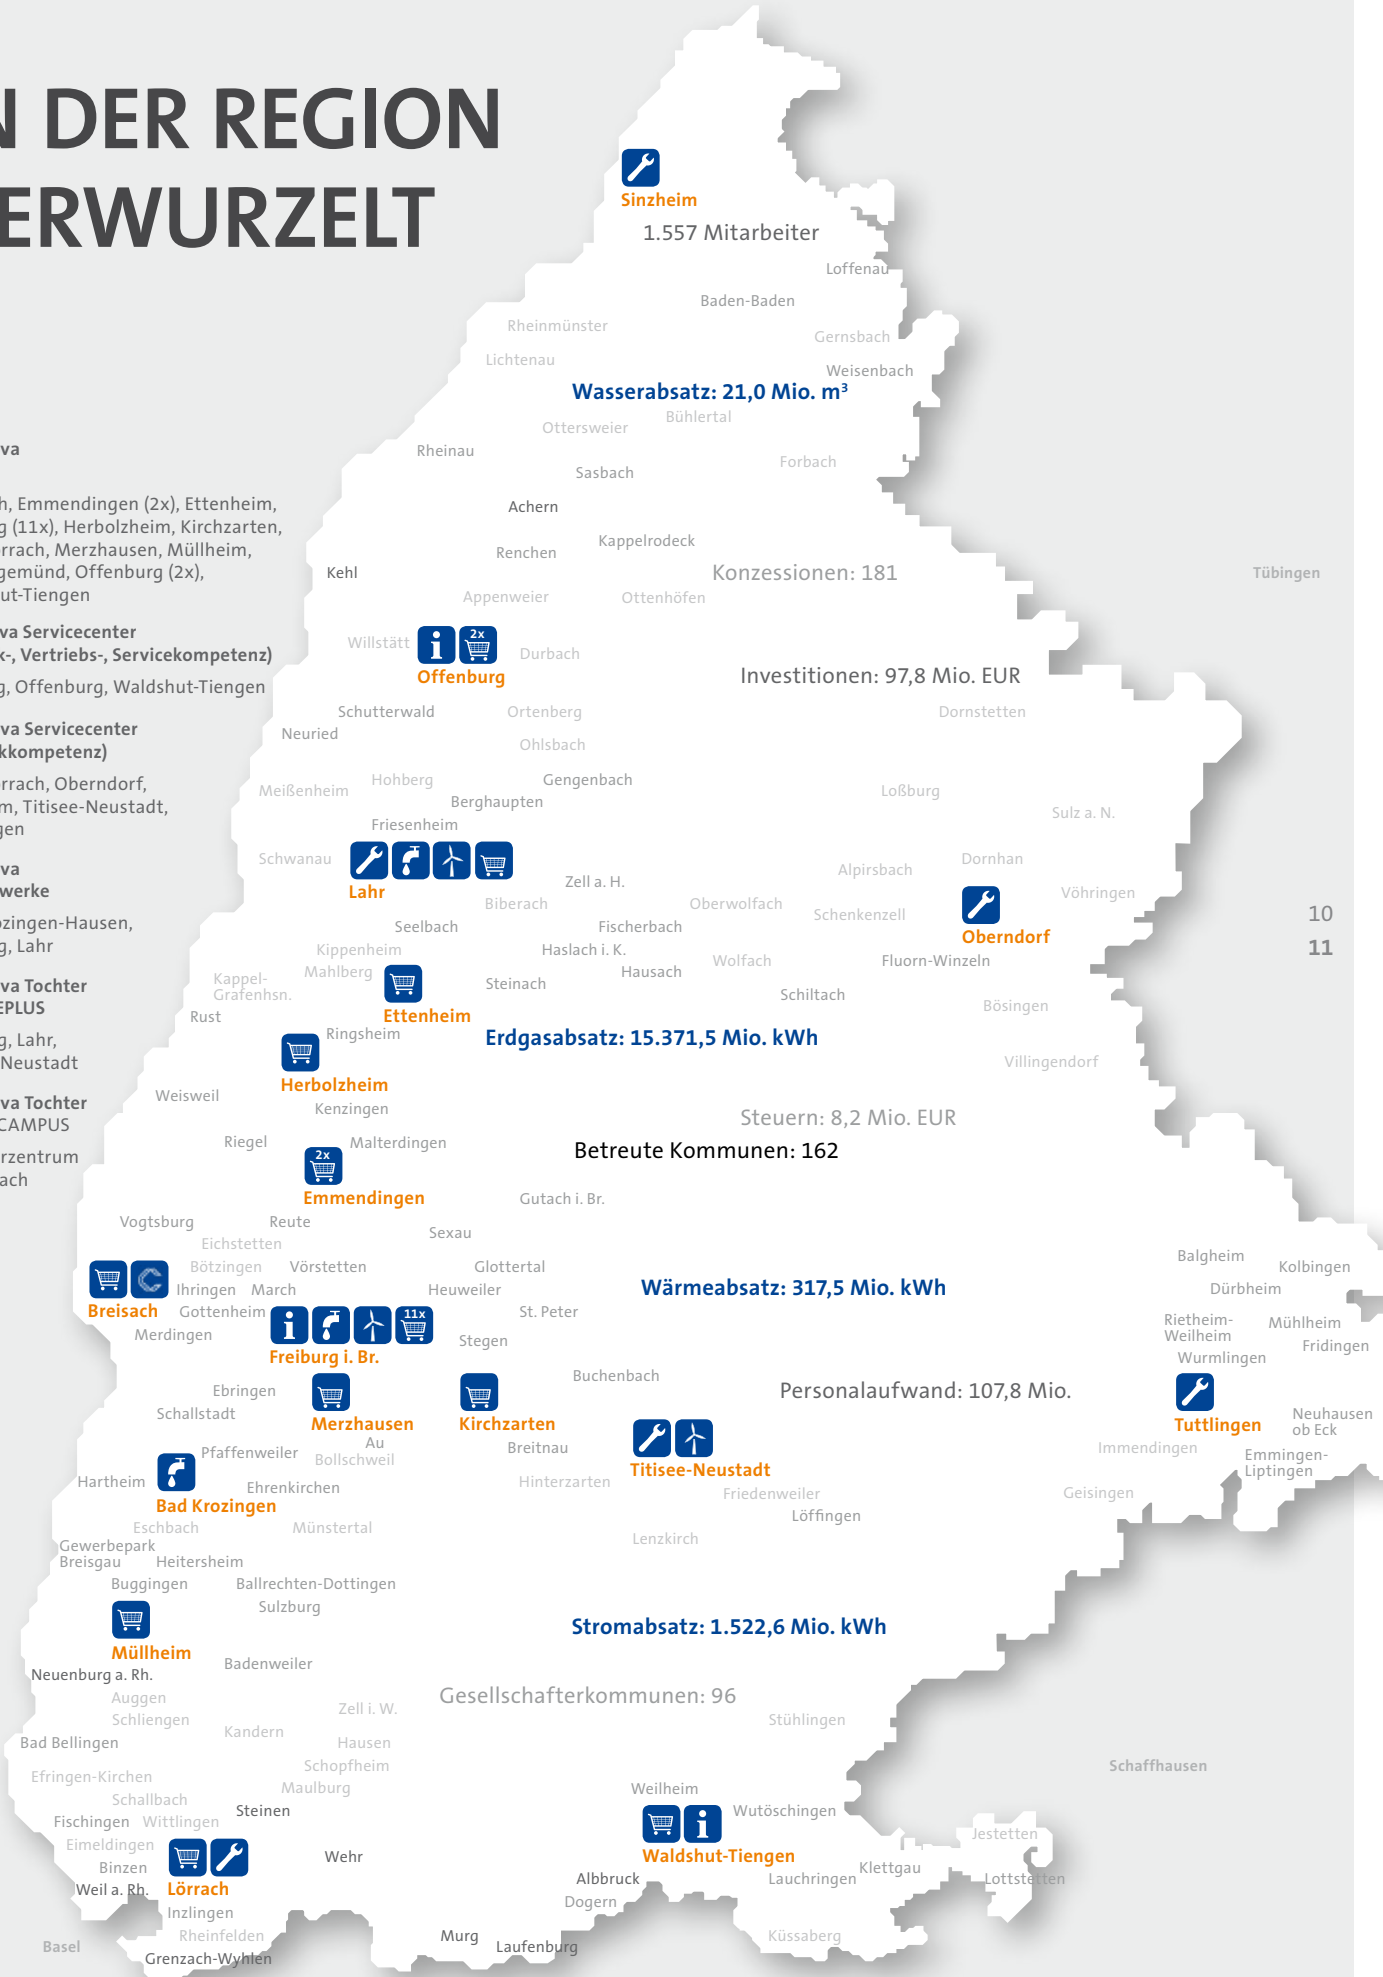 N DER REGION
ERWURZELT
va
h, Emmendingen (2x), Ettenheim,
g (11x), Herbolzheim, Kirchzarten,
rrach, Merzhausen, Müllheim,
gemünd, Offenburg (2x),
ut-Tiengen
va Servicecenter
k-, Vertriebs-, Servicekompetenz)
g, Offenburg, Waldshut-Tiengen
va Servicecenter
kkompetenz)
rrach, Oberndorf,
m, Titisee-Neustadt,
gen
va
werke
ozingen-Hausen,
g, Lahr
va Tochter
EPLUS
g, Lahr,
Neustadt
va Tochter
CAMPUS
rzentrum
ach
Sinzheim
1.557 Mitarbeiter
Loffenau
Baden-Baden
Rheinmünster
Gernsbach
Lichtenau
Weisenbach
Wasserabsatz: 21,0 Mio. m³
Bühlertal
Ottersweier
Rheinau
Forbach
Sasbach
Achern
Kappelrodeck
Renchen
Kehl
Konzessionen: 181
Tübingen
Appenweier
Ottenhöfen
Willstätt
i
2x
Durbach
Offenburg
Investitionen: 97,8 Mio. EUR
Schutterwald
Ortenberg
Dornstetten
Neuried
Ohlsbach
Hohberg
Gengenbach
Meißenheim
Loßburg
Berghaupten
Sulz a. N.
Friesenheim
Schwanau
Dornhan
Alpirsbach
Lahr
Zell a. H.
Vöhringen
Biberach
Oberwolfach
Schenkenzell
10
Seelbach
Fischerbach
Oberndorf
Kippenheim
Haslach i. K.
11
Mahlberg
Hausach
Wolfach
Fluorn-Winzeln
Kappel-
Grafenhsn.
Steinach
Schiltach
Bösingen
Rust
Ettenheim
Ringsheim
Erdgasabsatz: 15.371,5 Mio. kWh
Villingendorf
Herbolzheim
Weisweil
Kenzingen
Steuern: 8,2 Mio. EUR
Riegel
Malterdingen
Betreute Kommunen: 162
2x
Emmendingen
Gutach i. Br.
Vogtsburg
Reute
Sexau
Eichstetten
Balgheim
Bötzingen
Vörstetten
Glottertal
Kolbingen
Ihringen
March
Heuweiler
Wärmeabsatz: 317,5 Mio. kWh
Dürbheim
Breisach
Gottenheim
i
11x
St. Peter
Rietheim-
Weilheim
Mühlheim
Merdingen
Stegen
Fridingen
Freiburg i. Br.
Wurmlingen
Buchenbach
Ebringen
Personalaufwand: 107,8 Mio.
Schallstadt
Merzhausen
Kirchzarten
Tuttlingen
Neuhausen
ob Eck
Au
Breitnau
Immendingen
Pfaffenweiler
Bollschweil
Emmingen-
Liptingen
Titisee-Neustadt
Hartheim
Ehrenkirchen
Hinterzarten
Friedenweiler
Geisingen
Bad Krozingen
Löffingen
Eschbach
Münstertal
Lenzkirch
Gewerbepark
Breisgau
Heitersheim
Buggingen
Ballrechten-Dottingen
Sulzburg
Stromabsatz: 1.522,6 Mio. kWh
Müllheim
Badenweiler
Neuenburg a. Rh.
Auggen
Gesellschafterkommunen: 96
Zell i. W.
Schliengen
Stühlingen
Kandern
Bad Bellingen
Hausen
Schopfheim
Schaffhausen
Efringen-Kirchen
Maulburg
Weilheim
Schallbach
Steinen
Wutöschingen
Fischingen
Wittlingen
i
Jestetten
Eimeldingen
Waldshut-Tiengen
Wehr
Binzen
Klettgau
Albbruck
Lauchringen
Lottstetten
Weil a. Rh.
Lörrach
Dogern
Inzlingen
Rheinfelden
Murg
Küssaberg
Basel
Laufenburg
Grenzach-Wyhlen